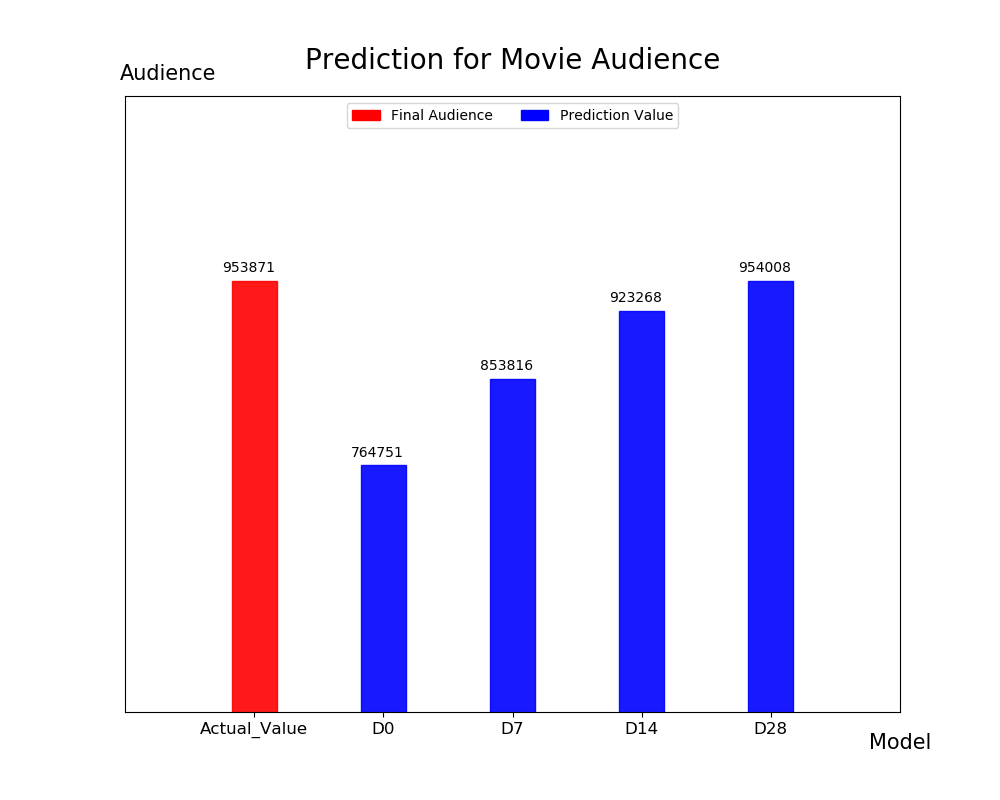 Prediction for Movie Audience
Audience
Final Audience Prediction Value
953871
764751
853816
923268
954008
Actual_Value D0 D7 D14 D28
Model